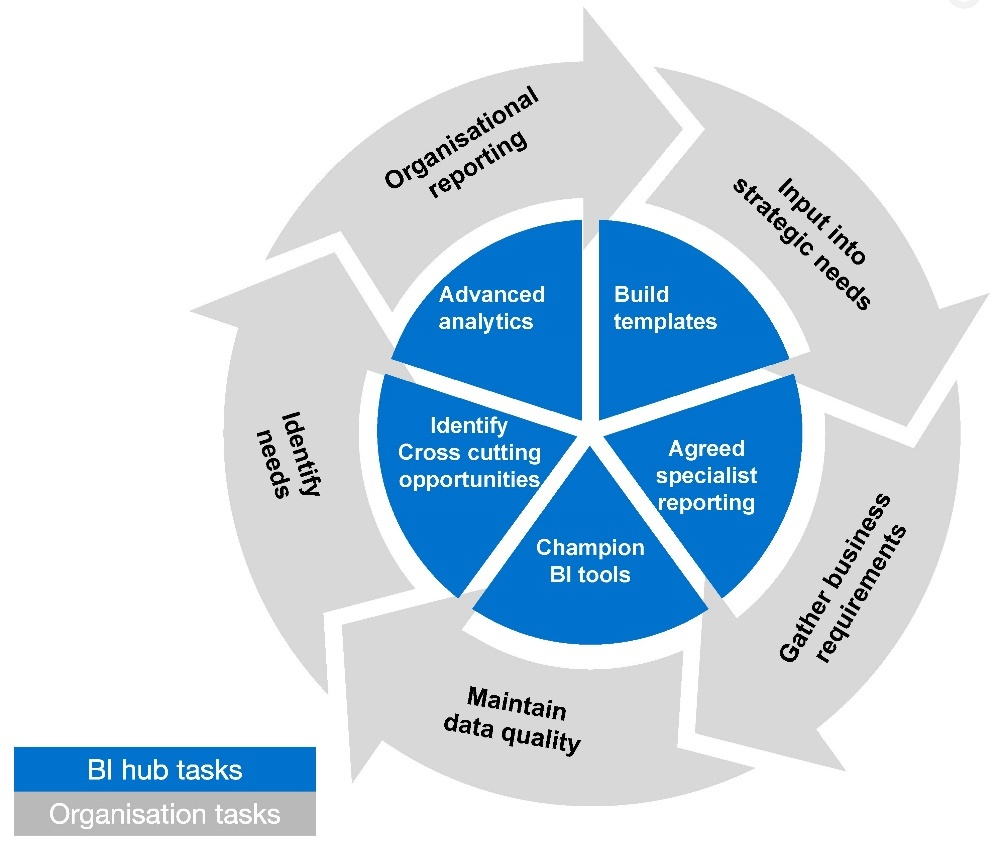 Organisational
reporting
Input into
strategic needs
Advanced
analytics
Build
templates
Identify
needs
Identify
Cross cutting
opportunities
Agreed
specialist
reporting
Champion
BI tools
Gather business
requirements
Maintain
data quality
BI hub tasks
Organisation tasks